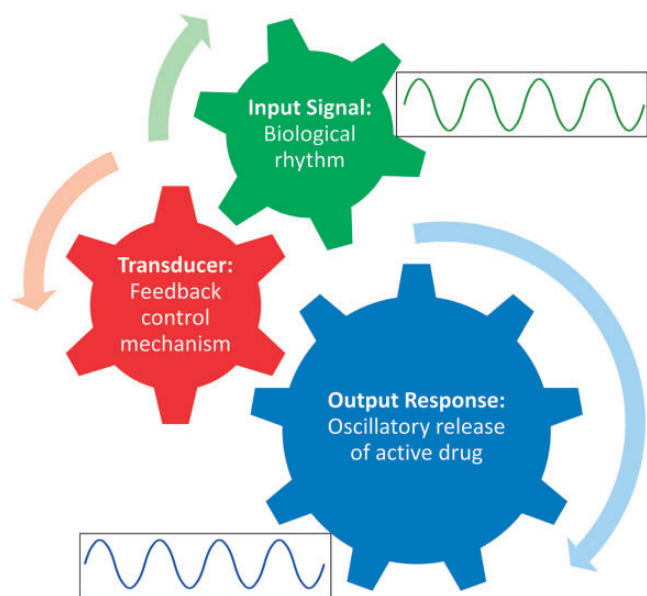 Input Signal:
Biological
rhythm
Transducer:
Feedback
control
mechanism
Output Response:
Oscillatory release
of active drug